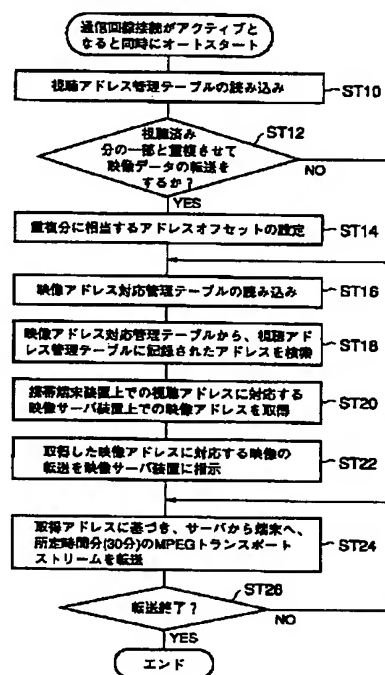 通信回線接続がアクティブと
なると同時にオートスタート
視聴アドレス管理テーブルの読み込み
ST10
視聴済み
分の一部と重複させて
映像データの転送を
するか?
ST12
NO
YES
重複分に相当するアドレスオフセットの設定
ST14
映像アドレス対応管理テーブルの読み込み
ST16
映像アドレス対応管理テーブルから、視聴アド
レス管理テーブルに記録されたアドレスを検索
ST18
携帯端末装置上での視聴アドレスに対応する
映像サーバ装置上での映像アドレスを取得
ST20
取得した映像アドレスに対応する映像の
転送を映像サーバ装置に指示
ST22
取得アドレスに基づき、サーバから端末へ、
所定時間分(30分)のMPEGトランスポート
ストリームを転送
ST24
転送終了?
ST26
NO
YES
エンド